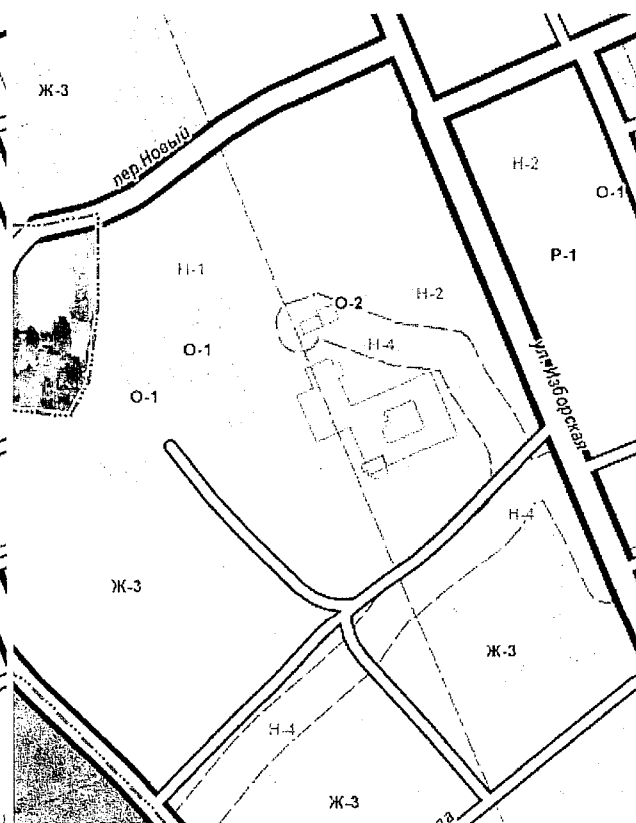 Ж-3
пер.Новый
Н-2
О-1
Р-1
Н-1
О-2
Н-2
Н-4
О-1
О-1
ул.Изборская
Н-4
Ж-3
Ж-3
Н-4
Ж-3